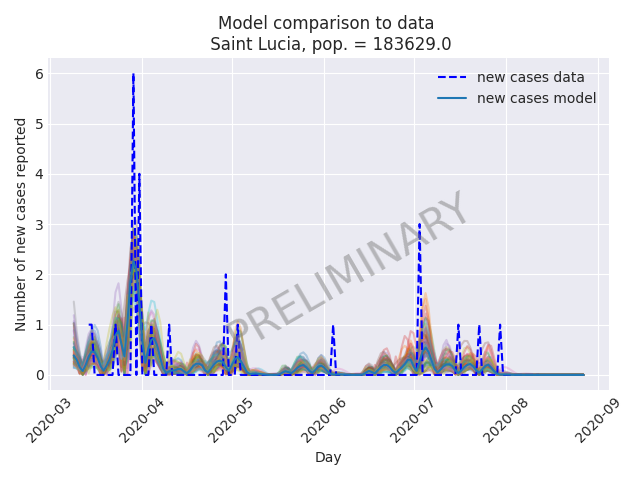 Model comparison to data
Saint Lucia, pop. = 183629.0
new cases data
new cases model
PRELIMINARY
Number of new cases reported
6
5
4
3
2
1
0
2020-03
2020-04
2020-05
2020-06
2020-07
2020-08
2020-09
Day